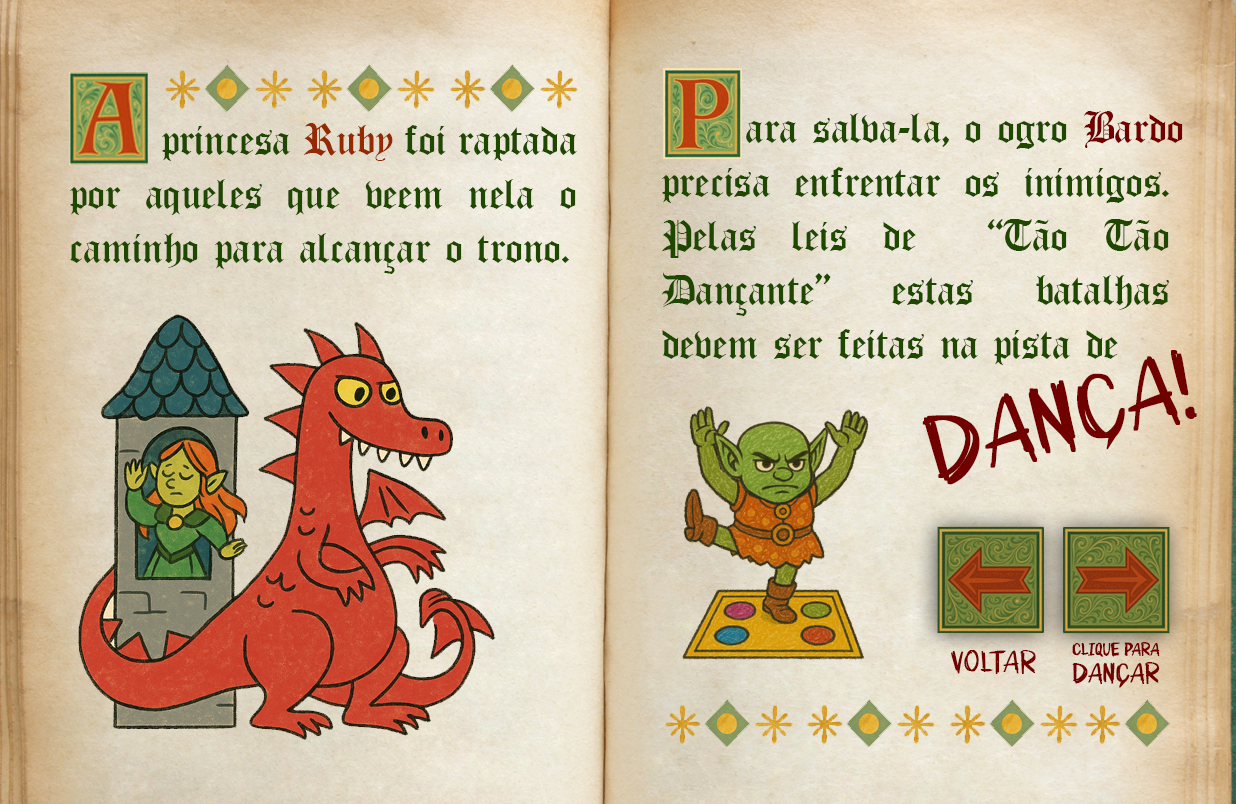 A princesa Ruby foi raptada
por aqueles que veem nela o
caminho para alcançar o trono.
Para salva-la, o ogro Bardo
precisa enfrentar os inimigos.
Pelas leis de “Tão Tão
Dançante” estas batalhas
devem ser feitas na pista de
DANÇA!
VOLTAR
CLIQUE PARA
DANÇAR